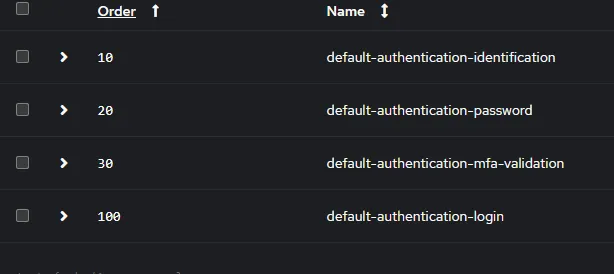 Order Name
10 default-authentication-identification
20 default-authentication-password
30 default-authentication-mfa-validation
100 default-authentication-login